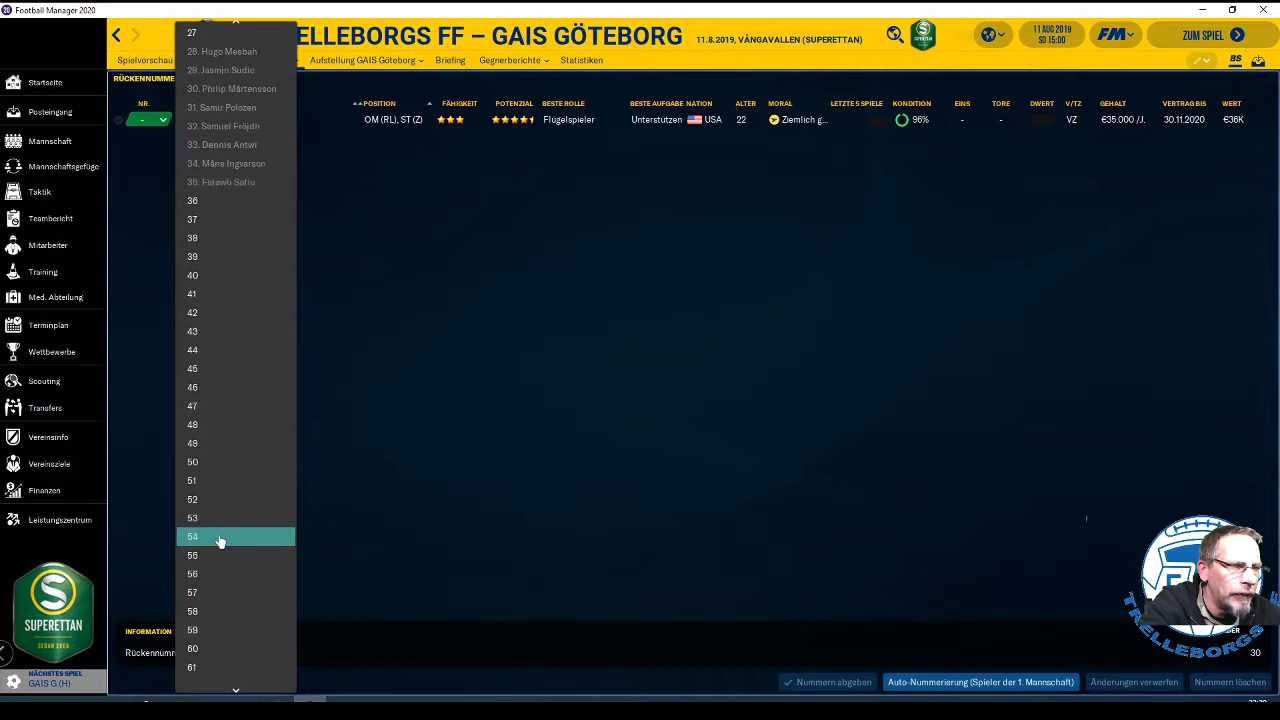 Football Manager 2020
ELLEBORGS FF – GAIS GÖTEBORG
11.8.2019, VÅNGAVALLEN (SUPERETTAN)
11 AUG 2019
SO 15:00
FM
ZUM SPIEL
Spielvorschau
Aufstellung GAIS Göteborg
Briefing
Gegnerberichte
Statistiken
BS
RÜCKENNUMME
NR.
POSITION
FÄHIGKEIT
POTENZIAL
BESTE ROLLE
BESTE AUFGABE
NATION
ALTER
MORAL
LETZTE 5 SPIELE
KONDITION
EINS
TORE
DWERT
V/TZ
GEHALT
VERTRAG BIS
WERT
-
OM (RL), ST (Z)
Flügelspieler
Unterstützen
USA
22
Ziemlich g...
96%
-
-
VZ
€35.000 /J.
30.11.2020
€36K
Startseite
Posteingang
Mannschaft
Mannschaftsgefüge
Taktik
Teambericht
Mitarbeiter
Training
Med. Abteilung
Terminplan
Wettbewerbe
Scouting
Transfers
Vereinsinfo
Vereinsziele
Finanzen
Leistungszentrum
SUPERETTAN
SEDAN 2000
NÄCHSTES SPIEL
GAIS G (H)
27
28. Hugo Mesbah
29. Jasmin Sudic
30. Philip Mårtensson
31. Samir Polozen
32. Samuel Fröjdh
33. Dennis Antwi
34. Måns Ingvarson
35. Fatawu Safiu
36
37
38
39
40
41
42
43
44
45
46
47
48
49
50
51
52
53
54
55
56
57
58
59
60
61
INFORMATION
Rückennumm
30
Nummern abgeben
Auto-Nummerierung (Spieler der 1. Mannschaft)
Änderungen verwerfen
Nummern löschen
TRELLEBORGS